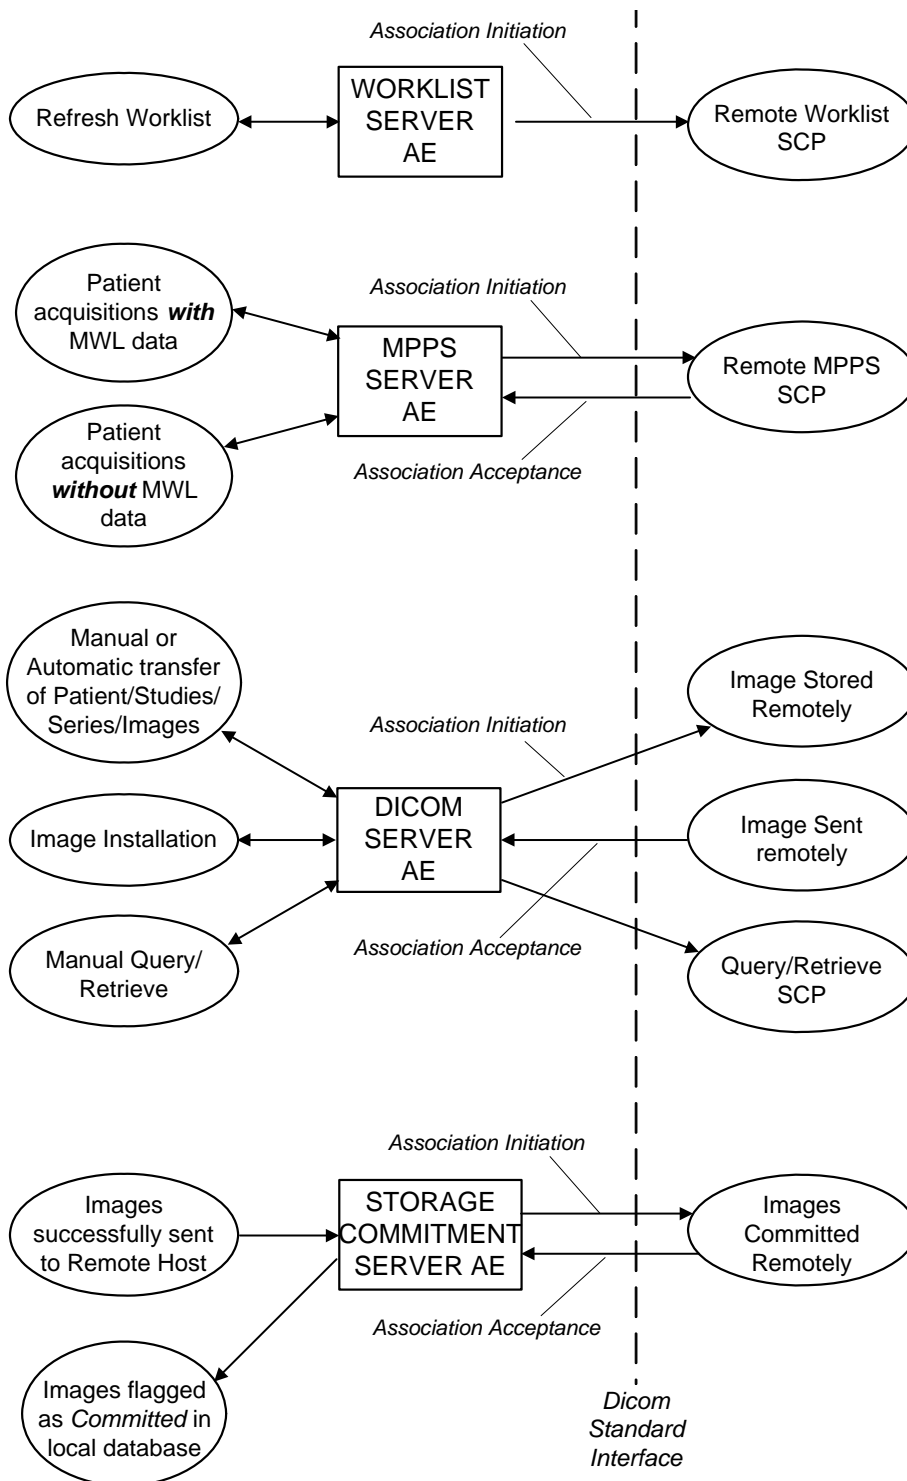 Association Initiation
Refresh Worklist
WORKLIST
SERVER
AE
Remote Worklist
SCP
Patient
acquisitions with
MWL data
Association Initiation
MPPS
SERVER
AE
Remote MPPS
SCP
Patient
acquisitions
without MWL
data
Association Acceptance
Manual or
Automatic transfer
of Patient/Studies/
Series/Images
Association Initiation
Image Stored
Remotely
Image Installation
DICOM
SERVER
AE
Image Sent
remotely
Manual Query/
Retrieve
Association Acceptance
Query/Retrieve
SCP
Association Initiation
Images
successfully sent
to Remote Host
STORAGE
COMMITMENT
SERVER AE
Images
Committed
Remotely
Association Acceptance
Images flagged
as Committed in
local database
Dicom
Standard
Interface